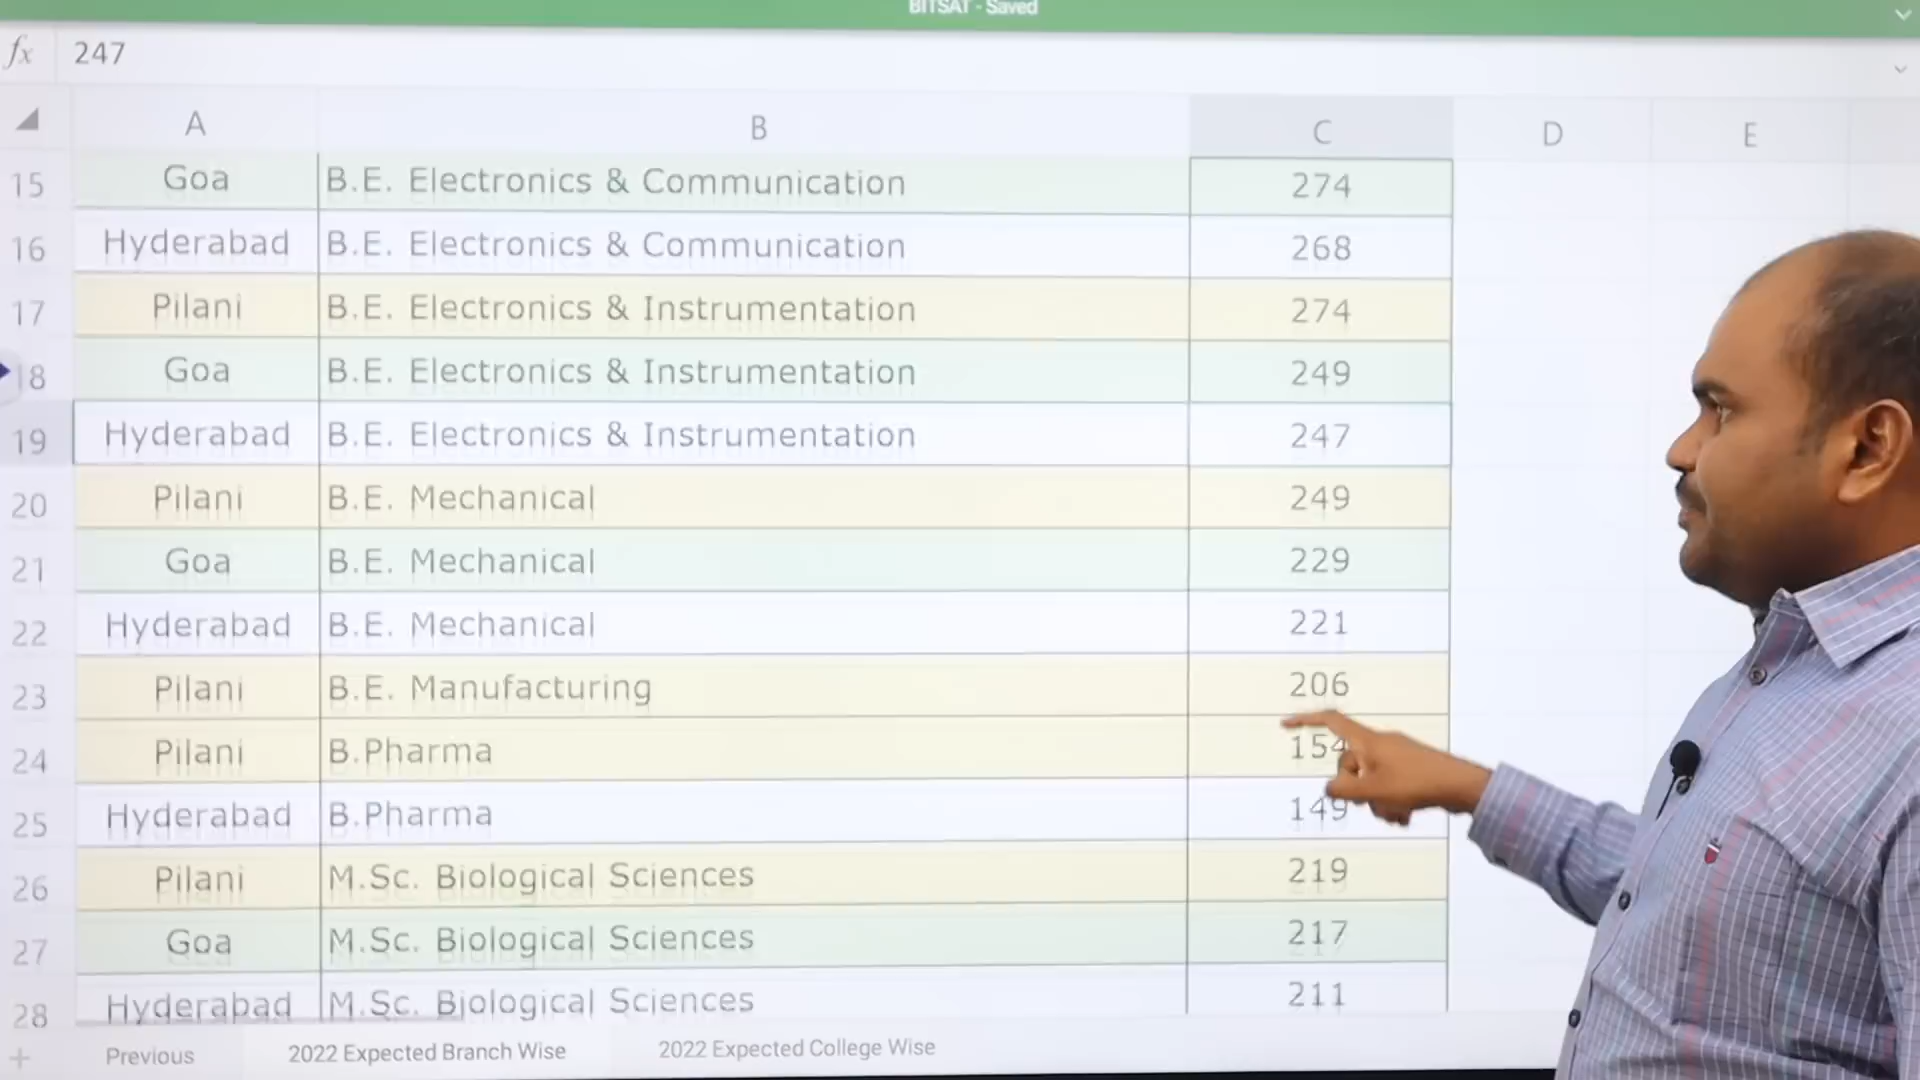 BITSAT - Saved
fx 247
A B C D E
15 Goa B.E. Electronics & Communication 274
16 Hyderabad B.E. Electronics & Communication 268
17 Pilani B.E. Electronics & Instrumentation 274
18 Goa B.E. Electronics & Instrumentation 249
19 Hyderabad B.E. Electronics & Instrumentation 247
20 Pilani B.E. Mechanical 249
21 Goa B.E. Mechanical 229
22 Hyderabad B.E. Mechanical 221
23 Pilani B.E. Manufacturing 206
24 Pilani B.Pharma 154
25 Hyderabad B.Pharma 149
26 Pilani M.Sc. Biological Sciences 219
27 Goa M.Sc. Biological Sciences 217
28 Hyderabad M.Sc. Biological Sciences 211
+ Previous 2022 Expected Branch Wise 2022 Expected College Wise